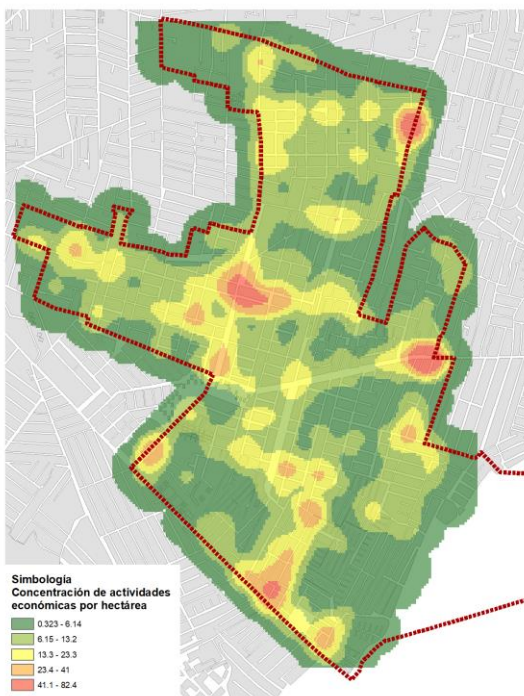 Simbología
Concentración de actividades
económicas por hectárea
0.323 - 6.14
6.15 - 13.2
13.3 - 23.3
23.4 - 41
41.1 - 82.4